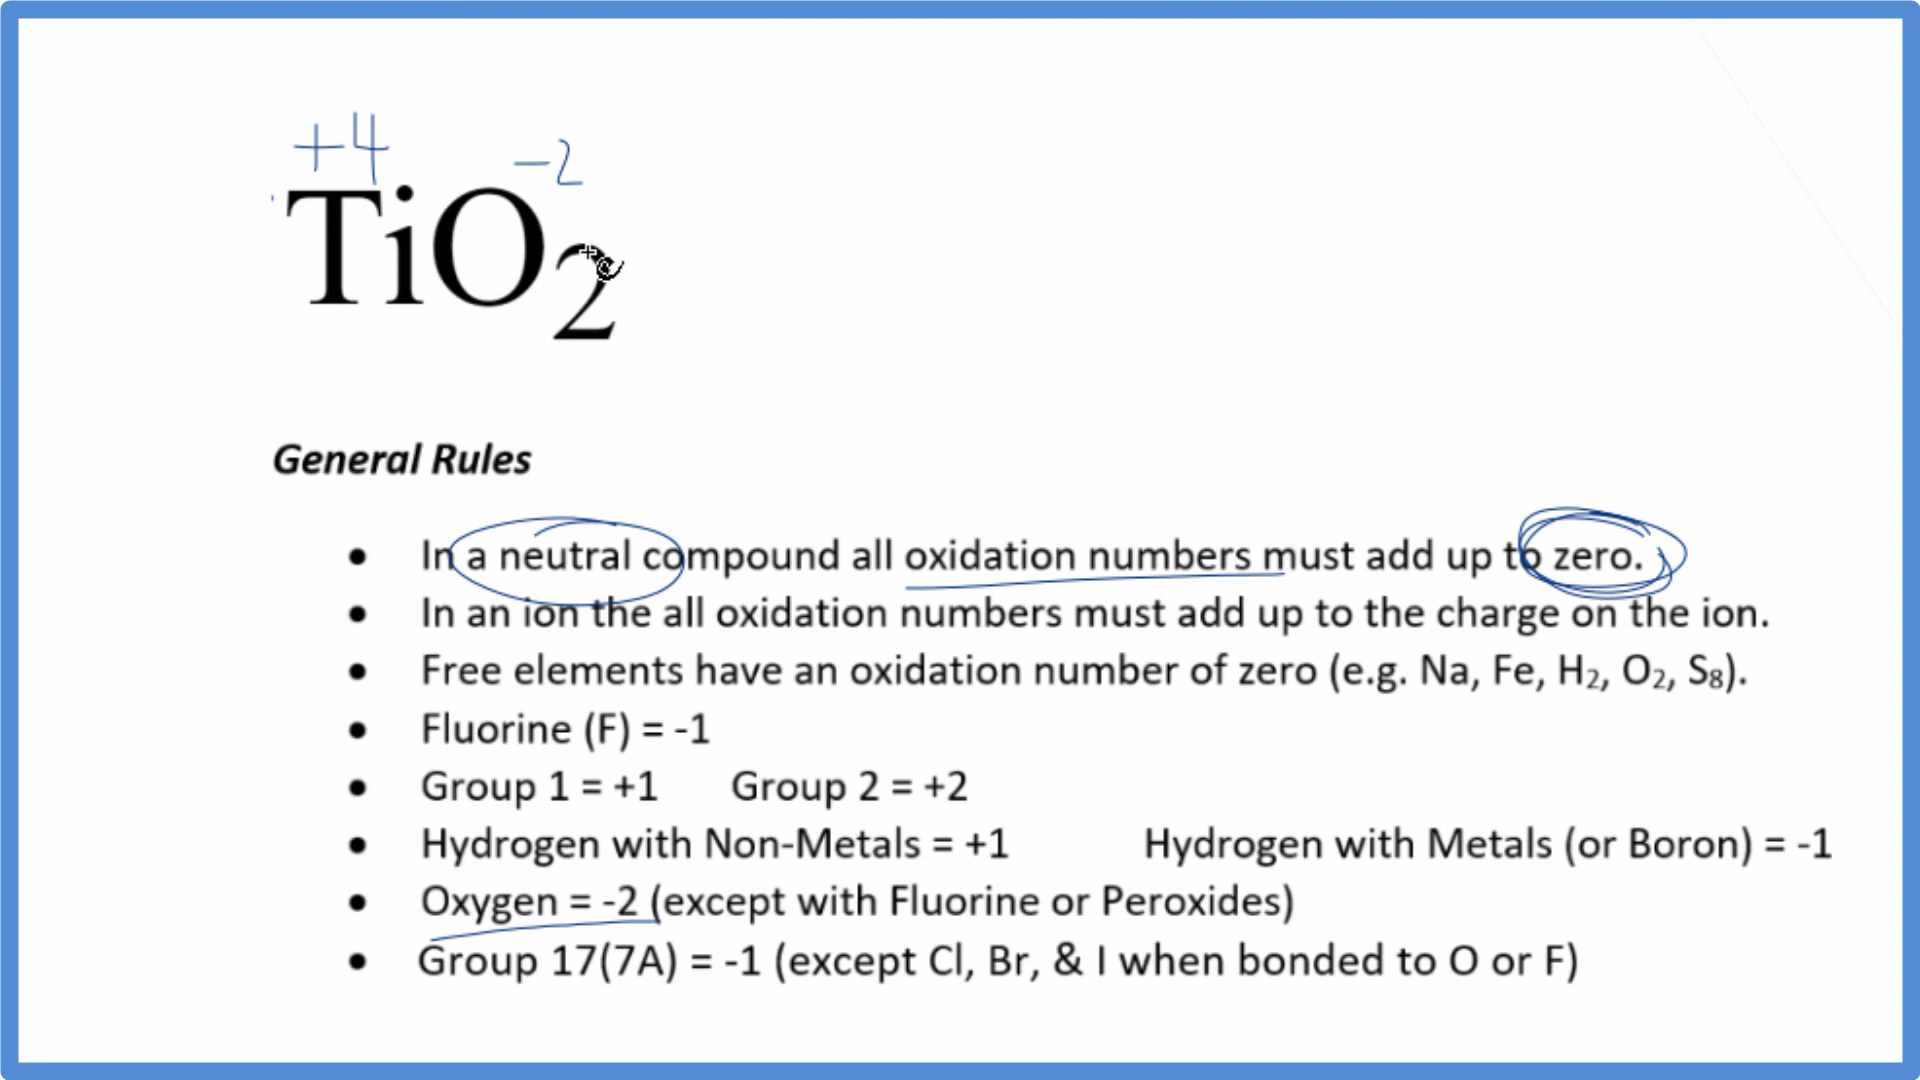 +4 -2
TiO₂
General Rules
• In a neutral compound all oxidation numbers must add up to zero.
• In an ion the all oxidation numbers must add up to the charge on the ion.
• Free elements have an oxidation number of zero (e.g. Na, Fe, H₂, O₂, S₈).
• Fluorine (F) = -1
• Group 1 = +1 Group 2 = +2
• Hydrogen with Non-Metals = +1 Hydrogen with Metals (or Boron) = -1
• Oxygen = -2 (except with Fluorine or Peroxides)
• Group 17(7A) = -1 (except Cl, Br, & I when bonded to O or F)